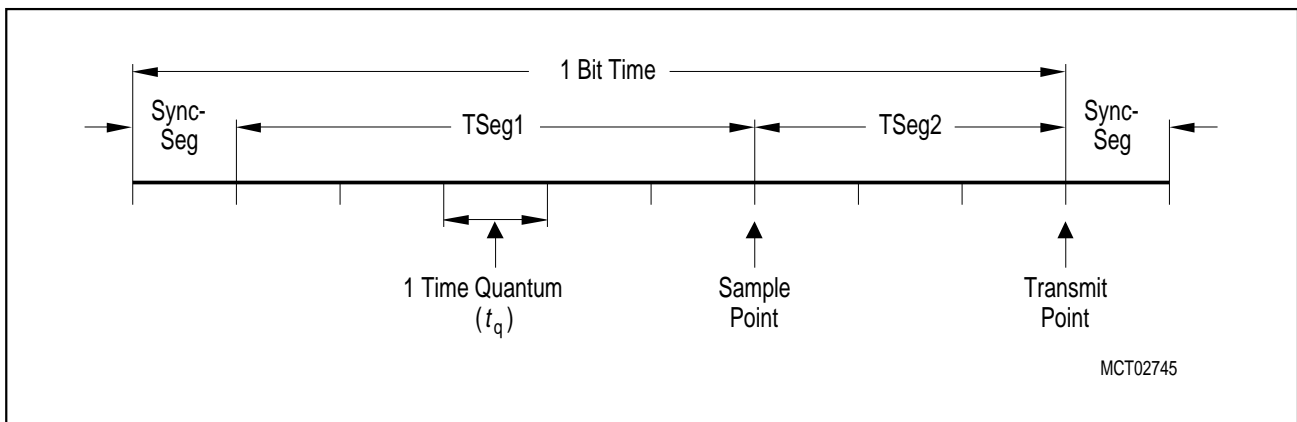 1 Bit Time
Sync-
Seg
TSeg1
TSeg2
Sync-
Seg
1 Time Quantum
(tq)
Sample
Point
Transmit
Point
MCT02745